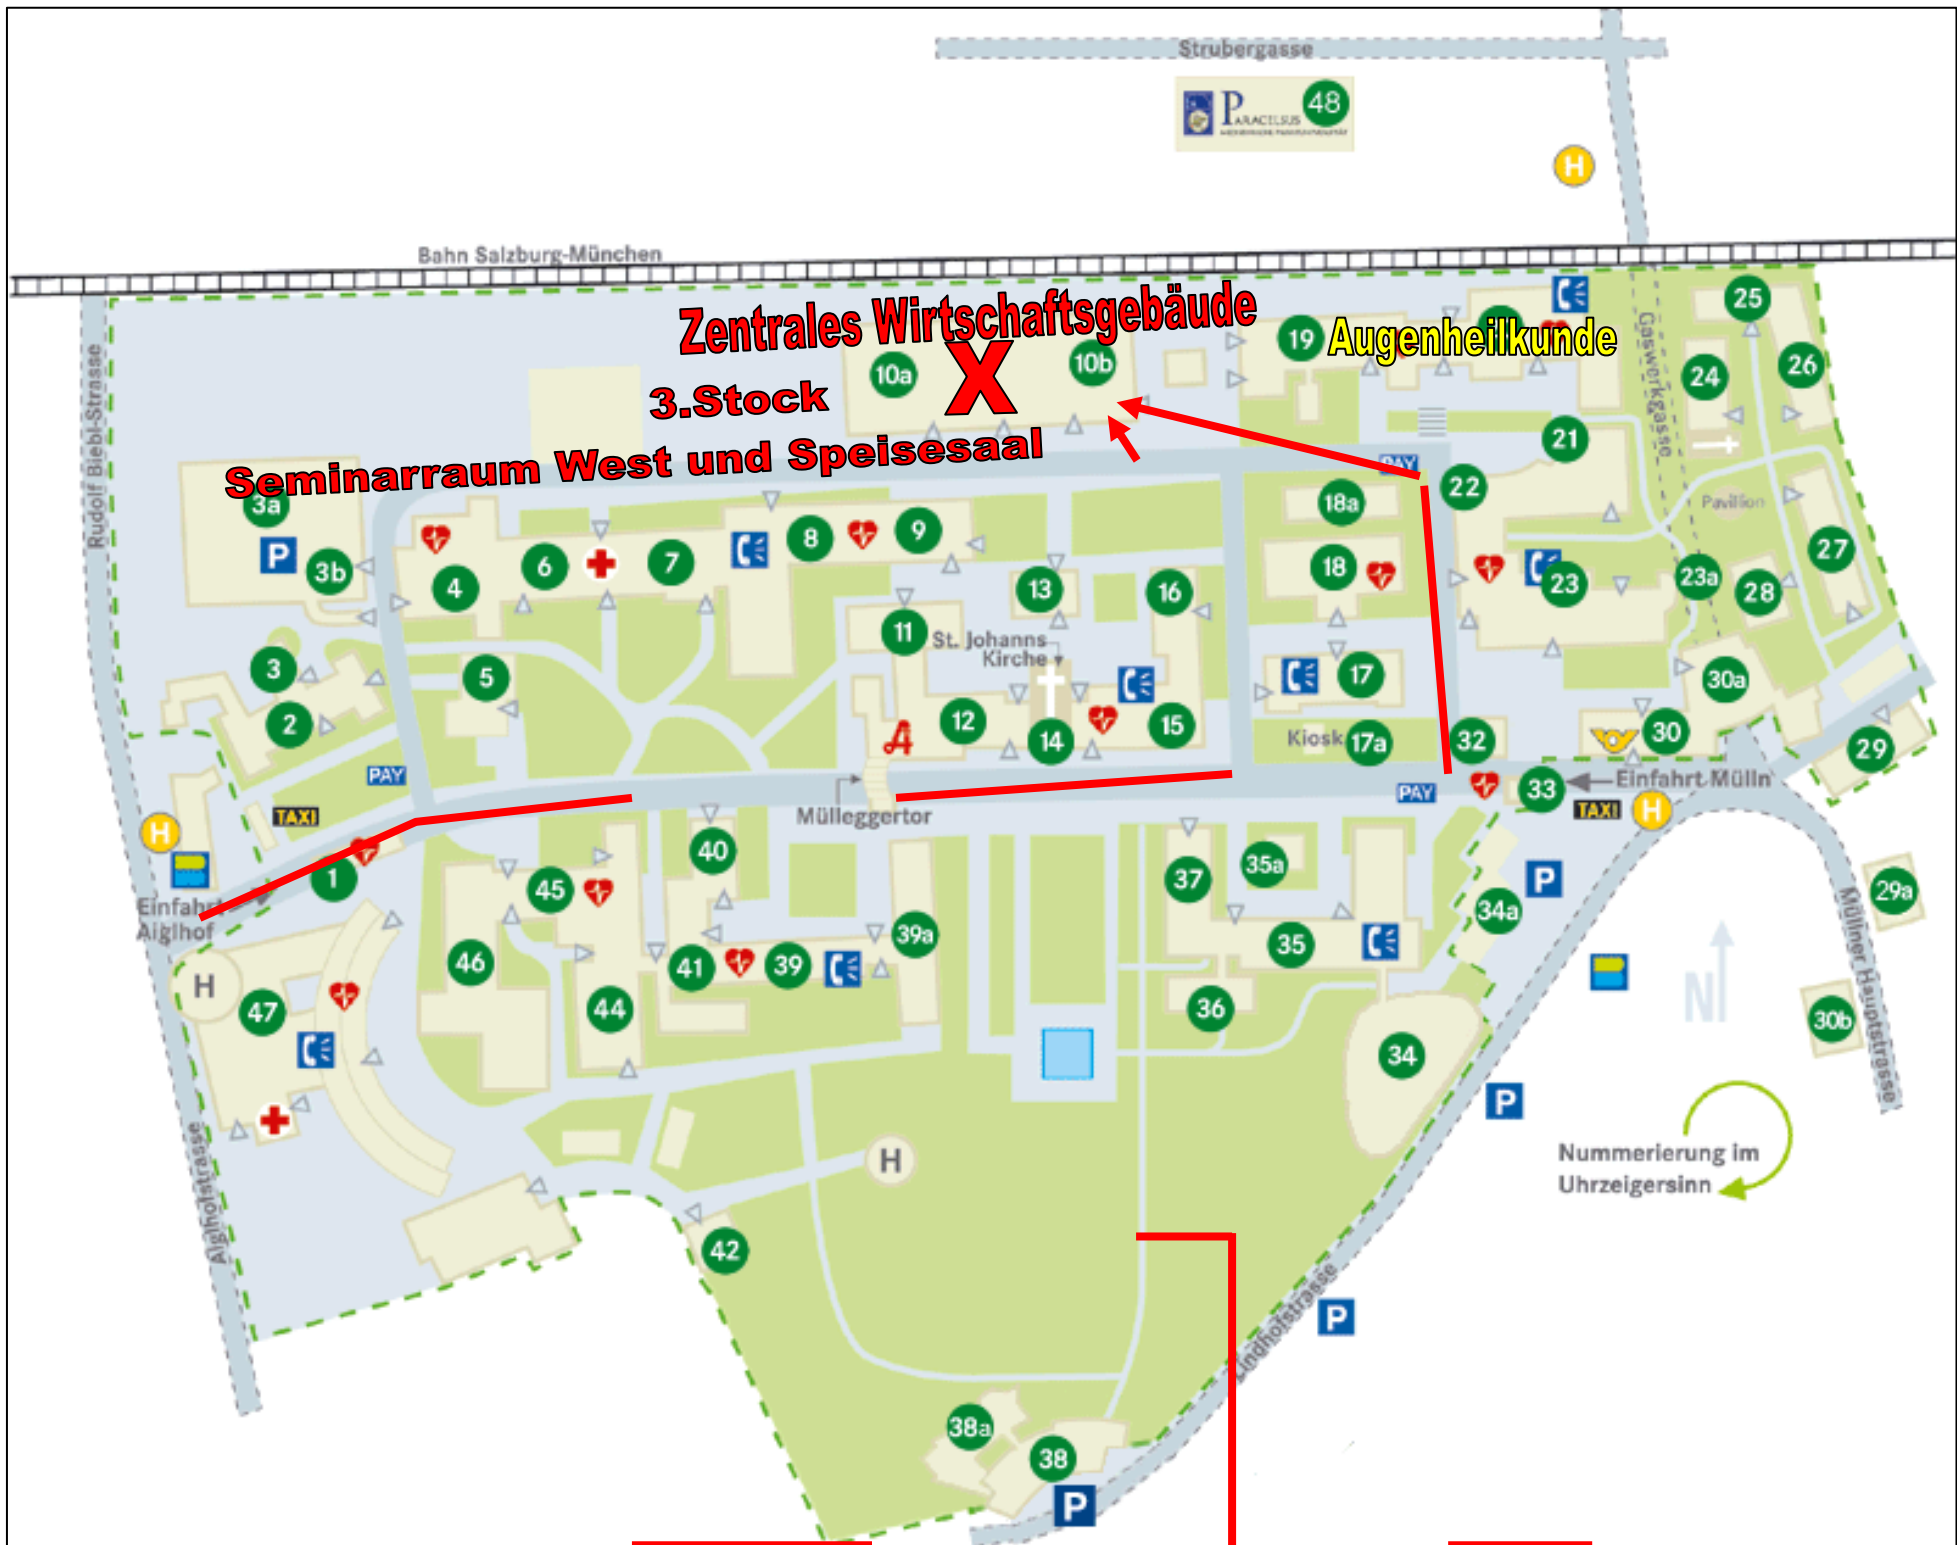 Strubergasse
PARACELSUS
48
H
Bahn Salzburg-München
Zentrales Wirtschaftsgebäude
10a
X
10b
3.Stock
Seminarraum West und Speisesaal
19
Augenheilkunde
25
24
26
Gaswerkgasse
Rudolf Biebl-Strasse
21
PAY
22
3a
P
3b
4
6
7
8
9
18a
Pavillion
13
16
18
23
23a
28
27
11
St. Johanns
Kirche
3
5
17
30a
2
12
14
15
Kiosk
17a
32
30
29
PAY
Mülleggertor
PAY
33
Einfahrt Mülln
TAXI
TAXI
H
H
1
40
37
35a
P
29a
45
34a
Einfahrt
Aiglhof
46
41
39
39a
35
Müllner Hauptstrasse
N
H
47
44
36
30b
34
P
Nummerierung im
Uhrzeigersinn
H
Aiglhofstrasse
42
P
Lindhofstrasse
38a
38
P